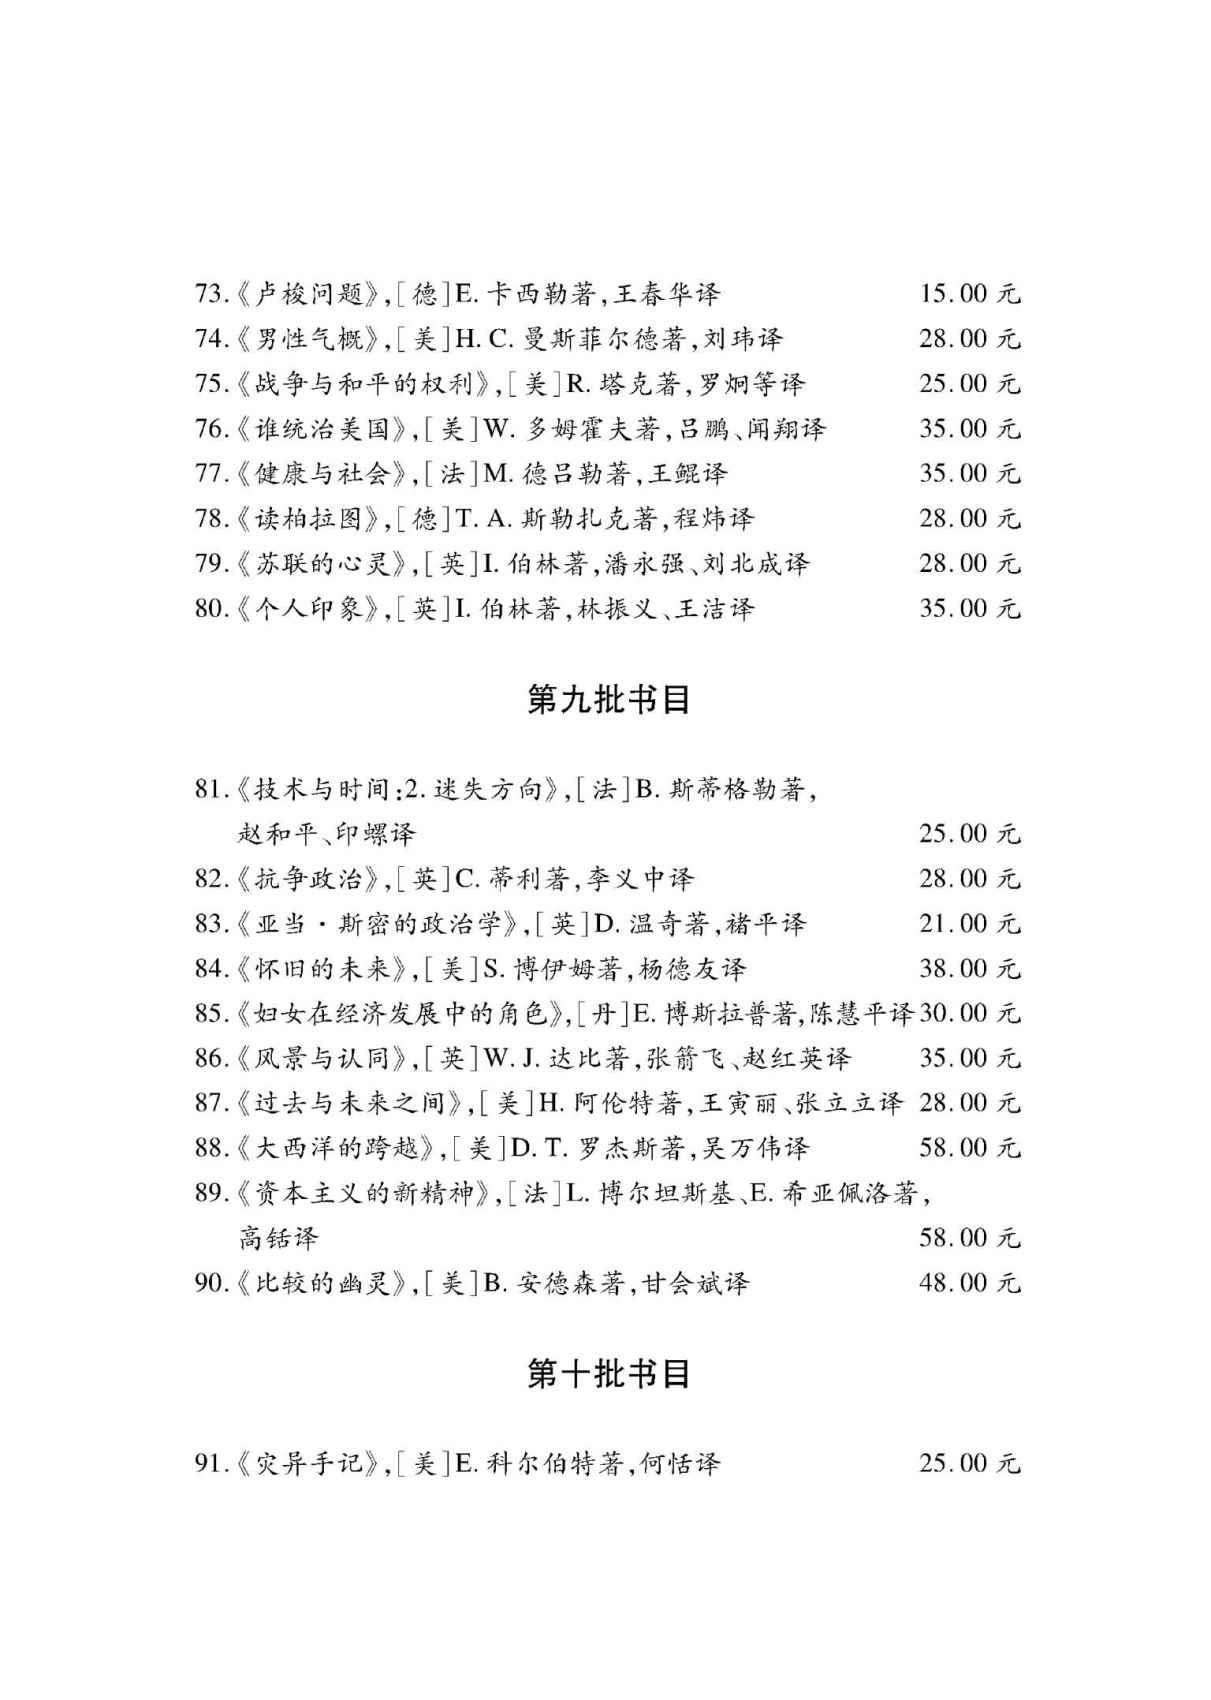 73.《卢梭问题》,[德]E. 卡西勒著,王春华译 15.00 元
74.《男性气概》,[美]H. C. 曼斯菲尔德著,刘玮译 28.00 元
75.《战争与和平的权利》,[美]R. 塔克著,罗炯等译 25.00 元
76.《谁统治美国》,[美]W. 多姆霍夫著,吕鹏、闻翔译 35.00 元
77.《健康与社会》,[法]M. 德吕勒著,王鲲译 35.00 元
78.《读柏拉图》,[德]T. A. 斯勒扎克著,程炜译 28.00 元
79.《苏联的心灵》,[英]I. 伯林著,潘永强、刘北成译 28.00 元
80.《个人印象》,[英]I. 伯林著,林振义、王洁译 35.00 元
第九批书目
81.《技术与时间:2. 迷失方向》,[法]B. 斯蒂格勒著,
赵和平、印螺译 25.00 元
82.《抗争政治》,[英]C. 蒂利著,李义中译 28.00 元
83.《亚当·斯密的政治学》,[英]D. 温奇著,褚平译 21.00 元
84.《怀旧的未来》,[美]S. 博伊姆著,杨德友译 38.00 元
85.《妇女在经济发展中的角色》,[丹]E. 博斯拉普著,陈慧平译 30.00 元
86.《风景与认同》,[英]W. J. 达比著,张箭飞、赵红英译 35.00 元
87.《过去与未来之间》,[美]H. 阿伦特著,王寅丽、张立立译 28.00 元
88.《大西洋的跨越》,[美]D. T. 罗杰斯著,吴万伟译 58.00 元
89.《资本主义的新精神》,[法]L. 博尔坦斯基、E. 希亚佩洛著,
高铦译 58.00 元
90.《比较的幽灵》,[美]B. 安德森著,甘会斌译 48.00 元
第十批书目
91.《灾异手记》,[美]E. 科尔伯特著,何恬译 25.00 元